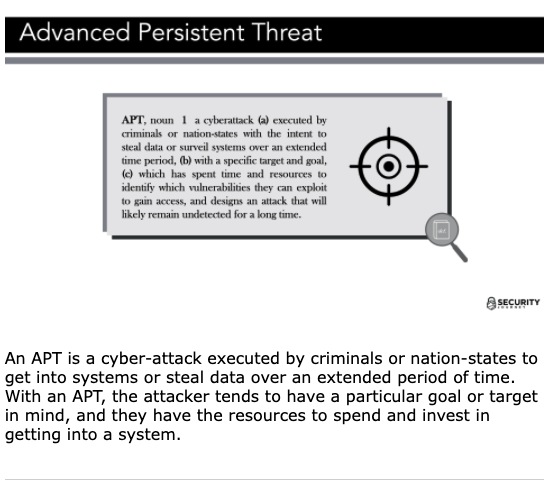 Advanced Persistent Threat
APT, noun 1 a cyberattack (a) executed by
criminals or nation-states with the intent to
steal data or surveil systems over an extended
time period, (b) with a specific target and goal,
(c) which has spent time and resources to
identify which vulnerabilities they can exploit
to gain access, and designs an attack that will
likely remain undetected for a long time.
SECURITY
JOURNEY
An APT is a cyber-attack executed by criminals or nation-states to
get into systems or steal data over an extended period of time.
With an APT, the attacker tends to have a particular goal or target
in mind, and they have the resources to spend and invest in
getting into a system.